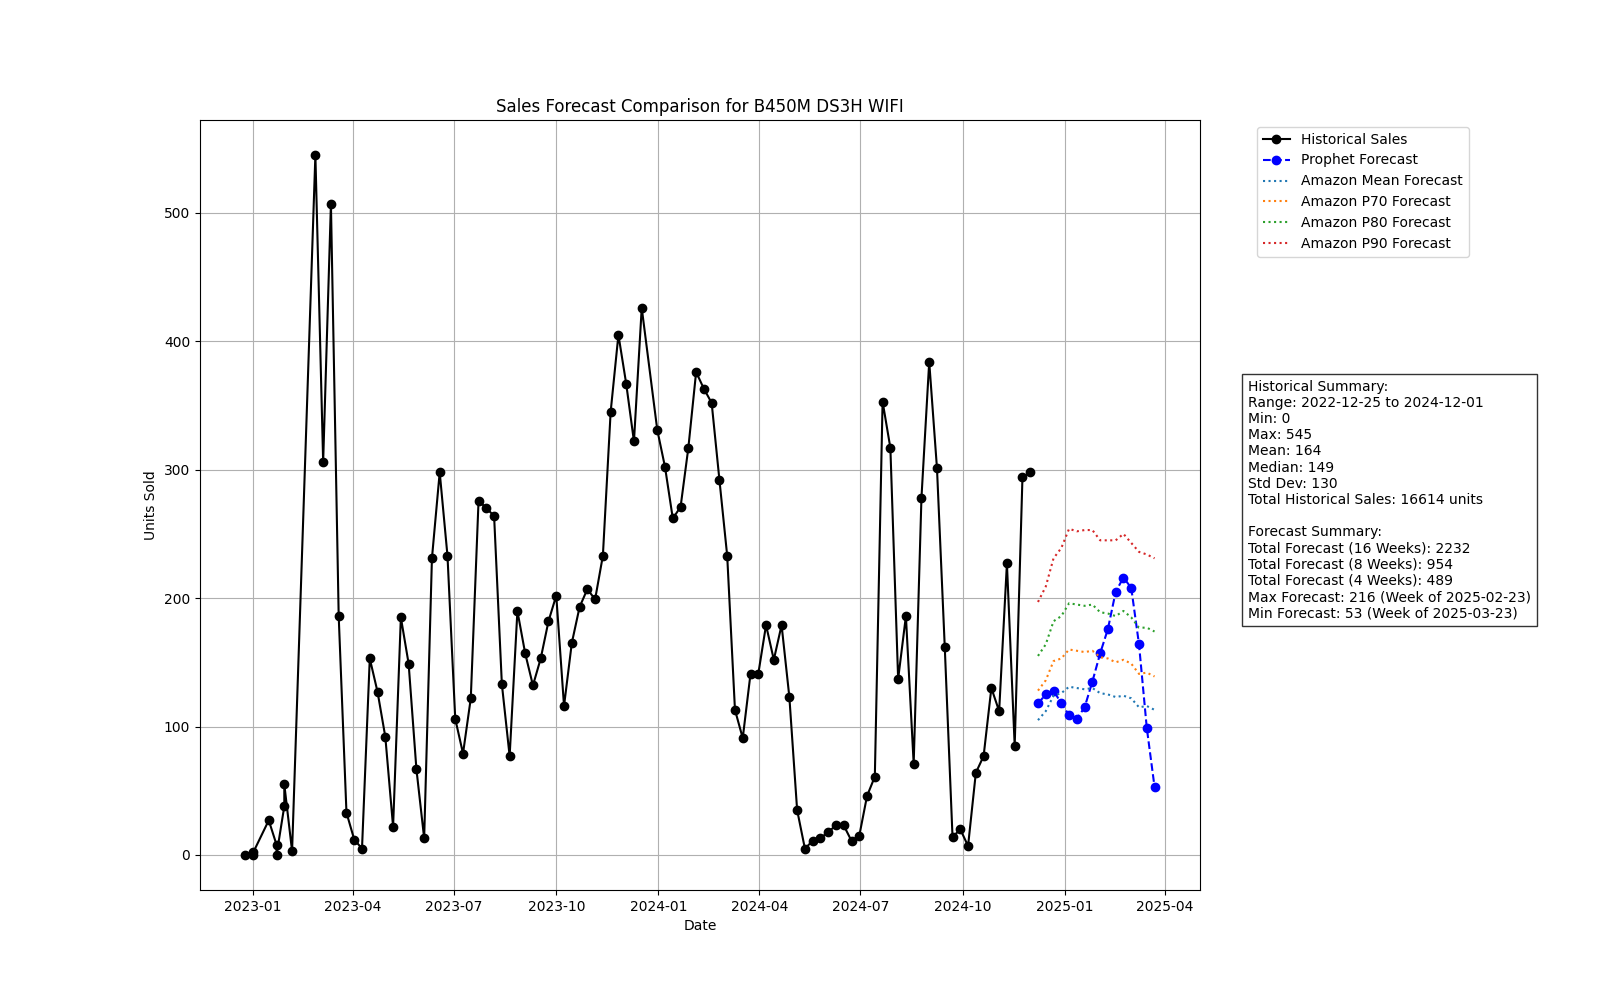 Sales Forecast Comparison for B450M DS3H WIFI
Units Sold
500
400
300
200
100
0
2023-01
2023-04
2023-07
2023-10
2024-01
2024-04
2024-07
2024-10
2025-01
2025-04
Date
Historical Sales
Prophet Forecast
Amazon Mean Forecast
Amazon P70 Forecast
Amazon P80 Forecast
Amazon P90 Forecast
Historical Summary:
Range: 2022-12-25 to 2024-12-01
Min: 0
Max: 545
Mean: 164
Median: 149
Std Dev: 130
Total Historical Sales: 16614 units
Forecast Summary:
Total Forecast (16 Weeks): 2232
Total Forecast (8 Weeks): 954
Total Forecast (4 Weeks): 489
Max Forecast: 216 (Week of 2025-02-23)
Min Forecast: 53 (Week of 2025-03-23)